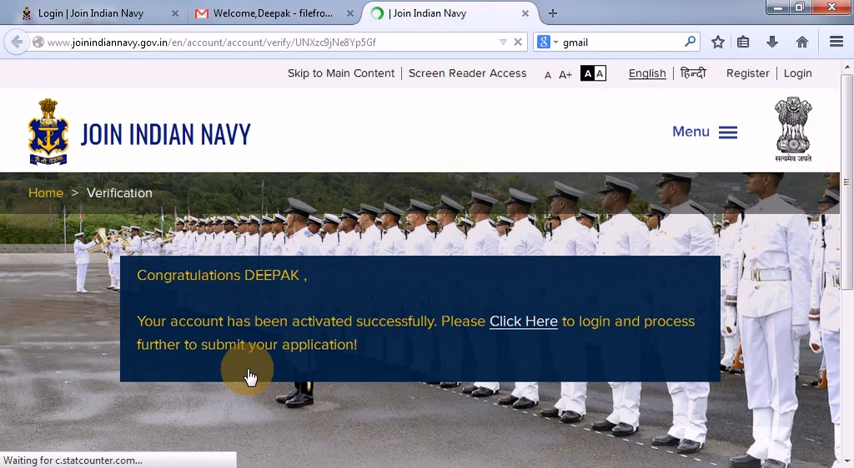 Login | Join Indian Navy
Welcome,Deepak - filefro...
| Join Indian Navy
www.joinindiannavy.gov.in/en/account/account/verify/UNXzc9jNe8Yp5Gf
gmail
Skip to Main Content | Screen Reader Access A A+ A A English | हिन्दी Register | Login
JOIN INDIAN NAVY
Menu
सत्यमेव जयते
Home > Verification
Congratulations DEEPAK ,
Your account has been activated successfully. Please Click Here to login and process
further to submit your application!
Waiting for c.statcounter.com...